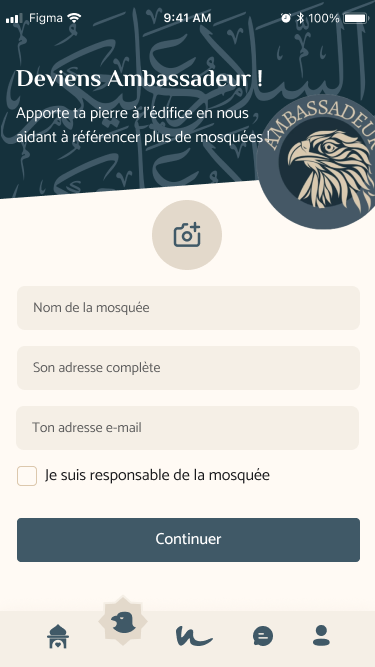 Figma
9:41 AM
100%
Deviens Ambassadeur !
Apporte ta pierre à l'édifice en nous
aidant à référencer plus de mosquées !
AMBASSADEUR
Nom de la mosquée
Son adresse complète
Ton adresse e-mail
Je suis responsable de la mosquée
Continuer